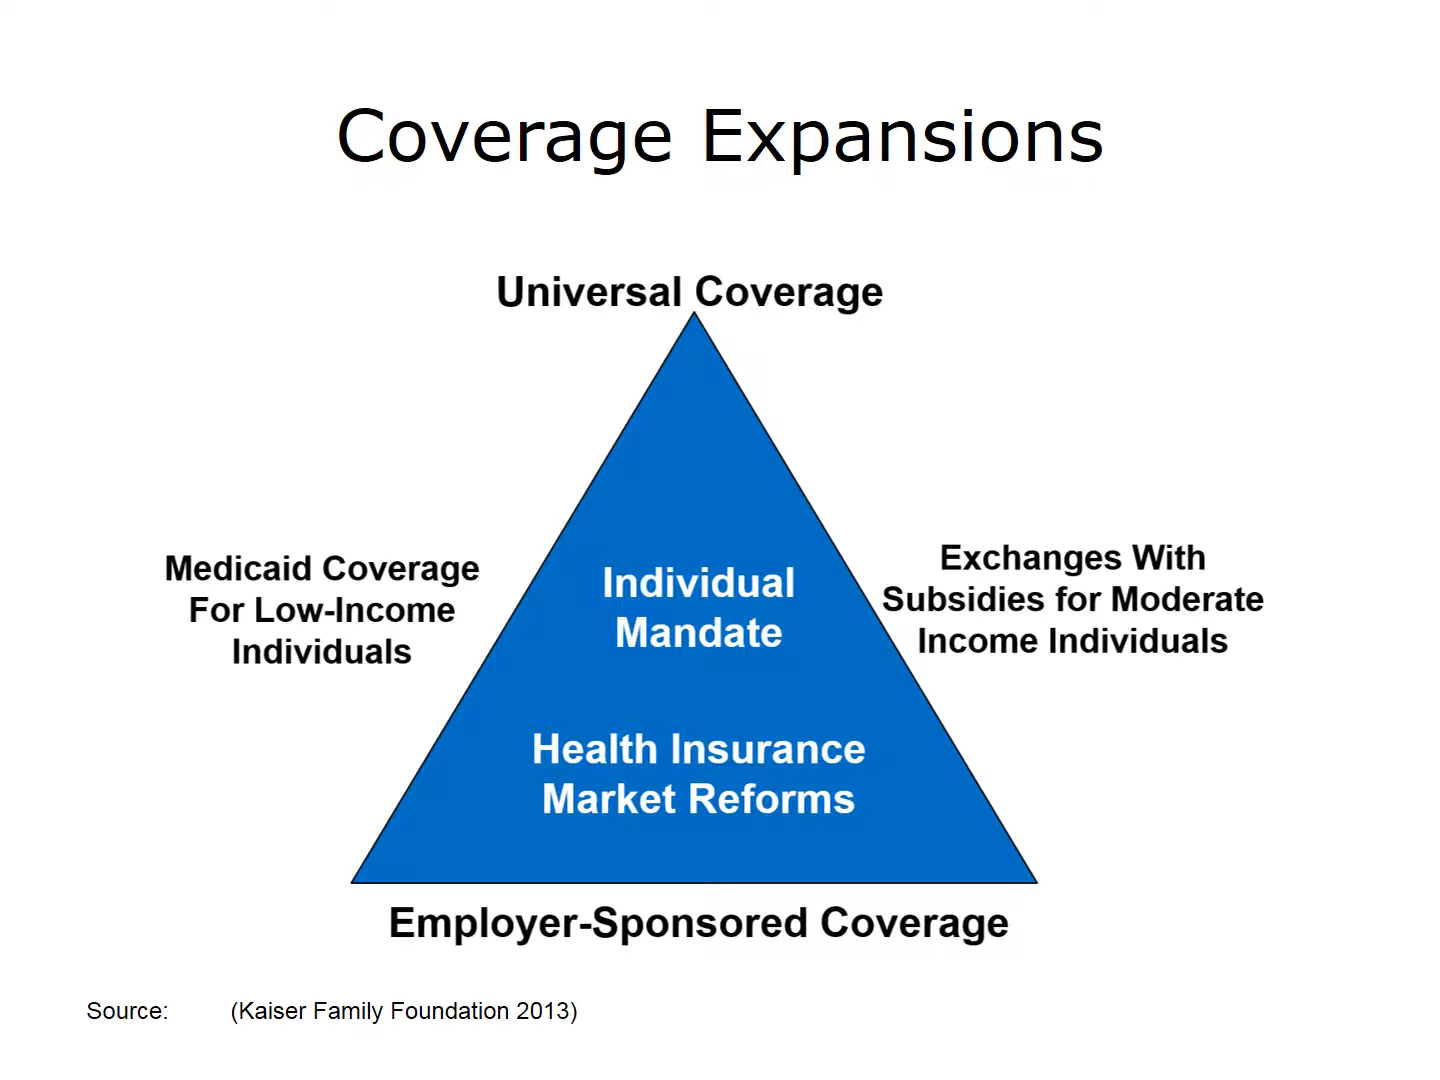 Coverage Expansions
Universal Coverage
Medicaid Coverage
For Low-Income
Individuals
Individual
Mandate
Exchanges With
Subsidies for Moderate
Income Individuals
Health Insurance
Market Reforms
Employer-Sponsored Coverage
Source: (Kaiser Family Foundation 2013)